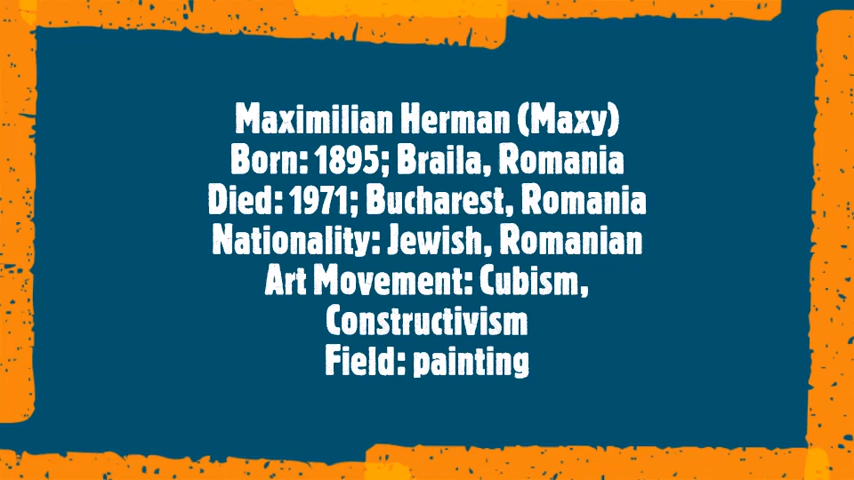 Maximilian Herman (Maxy)
Born: 1895; Braila, Romania
Died: 1971; Bucharest, Romania
Nationality: Jewish, Romanian
Art Movement: Cubism,
Constructivism
Field: painting